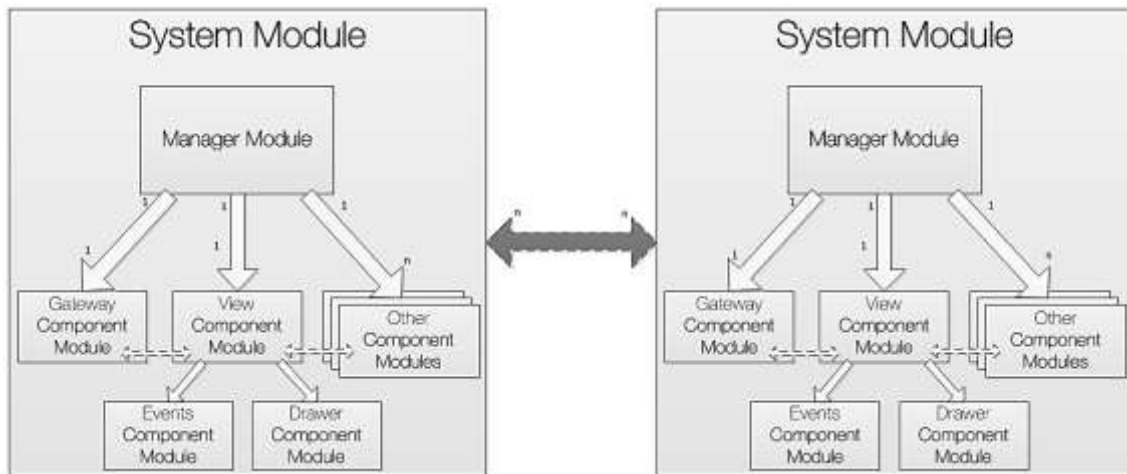 System Module
Manager Module
1
1
1
1
1
n
Gateway
Component
Module
View
Component
Module
Other
Component
Modules
Events
Component
Module
Drawer
Component
Module
n
n
System Module
Manager Module
1
1
1
1
1
n
Gateway
Component
Module
View
Component
Module
Other
Component
Modules
Events
Component
Module
Drawer
Component
Module